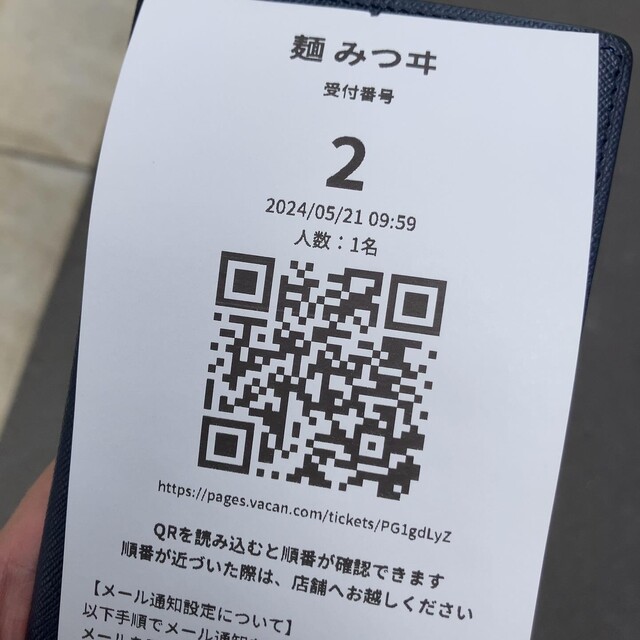 麺 みつヰ
受付番号
2
2024/05/21 09:59
人数：1名
https://pages.vacan.com/tickets/PG1gdLyZ
QRを読み込むと順番が確認できます
順番が近づいた際は、店舗へお越しください
【メール通知設定について】
以下手順でメール通知